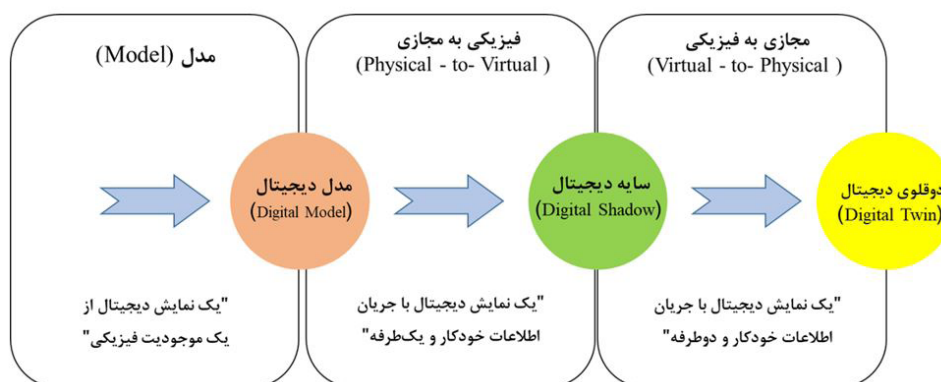 مدل (Model)
مدل دیجیتال
(Digital Model)
"یک نمایش دیجیتال از
یک موجودیت فیزیکی"
فیزیکی به مجازی
(Physical - to- Virtual )
سایه دیجیتال
(Digital Shadow)
"یک نمایش دیجیتال با جریان
اطلاعات خودکار و یک‌طرفه"
مجازی به فیزیکی
(Virtual - to- Physical )
دوقلوی دیجیتال
(Digital Twin)
"یک نمایش دیجیتال با جریان
اطلاعات خودکار و دوطرفه"